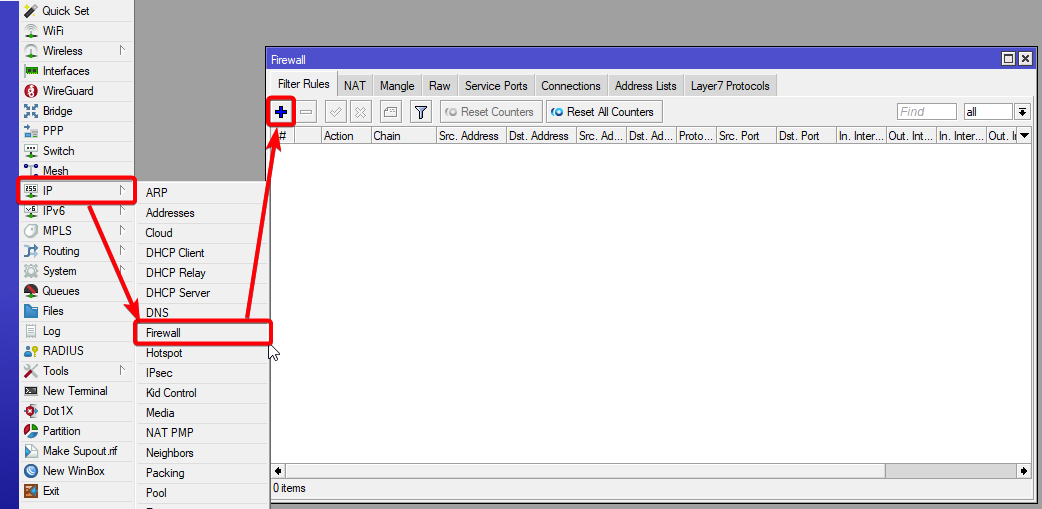 Quick Set
WiFi
Wireless
Interfaces
WireGuard
Bridge
PPP
Switch
Mesh
IP
IPv6
MPLS
Routing
System
Queues
Files
Log
RADIUS
Tools
New Terminal
Dot1X
Partition
Make Supout.rif
New WinBox
Exit
ARP
Addresses
Cloud
DHCP Client
DHCP Relay
DHCP Server
DNS
Firewall
Hotspot
IPsec
Kid Control
Media
NAT PMP
Neighbors
Packing
Pool
Firewall
Filter Rules NAT Mangle Raw Service Ports Connections Address Lists Layer7 Protocols
Reset Counters Reset All Counters Find all
# Action Chain Src. Address Dst. Address Src. Ad... Dst. Ad... Proto... Src. Port Dst. Port In. Inter... Out. Int... In. Inter... Out. I
0 items